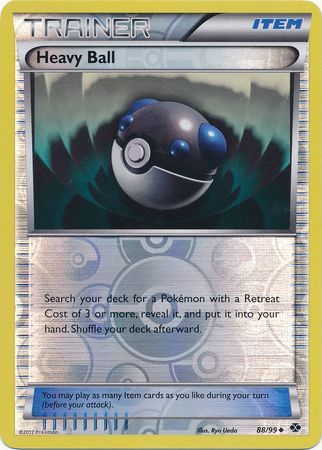 TRAINER ITEM
Heavy Ball
Search your deck for a Pokémon with a Retreat
Cost of 3 or more, reveal it, and put it into your
hand. Shuffle your deck afterward.
You may play as many Item cards as you like during your turn
(before your attack).
©2012 Pokémon Illus. Ryo Ueda 88/99